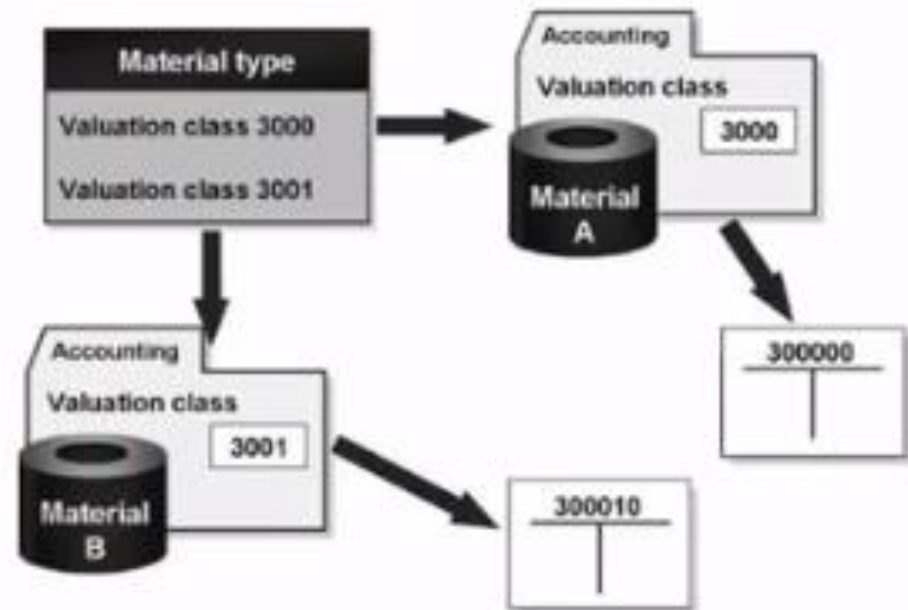 Material type
Valuation class 3000
Valuation class 3001
Accounting
Valuation class
3000
Material
A
300000
Accounting
Valuation class
3001
Material
B
300010